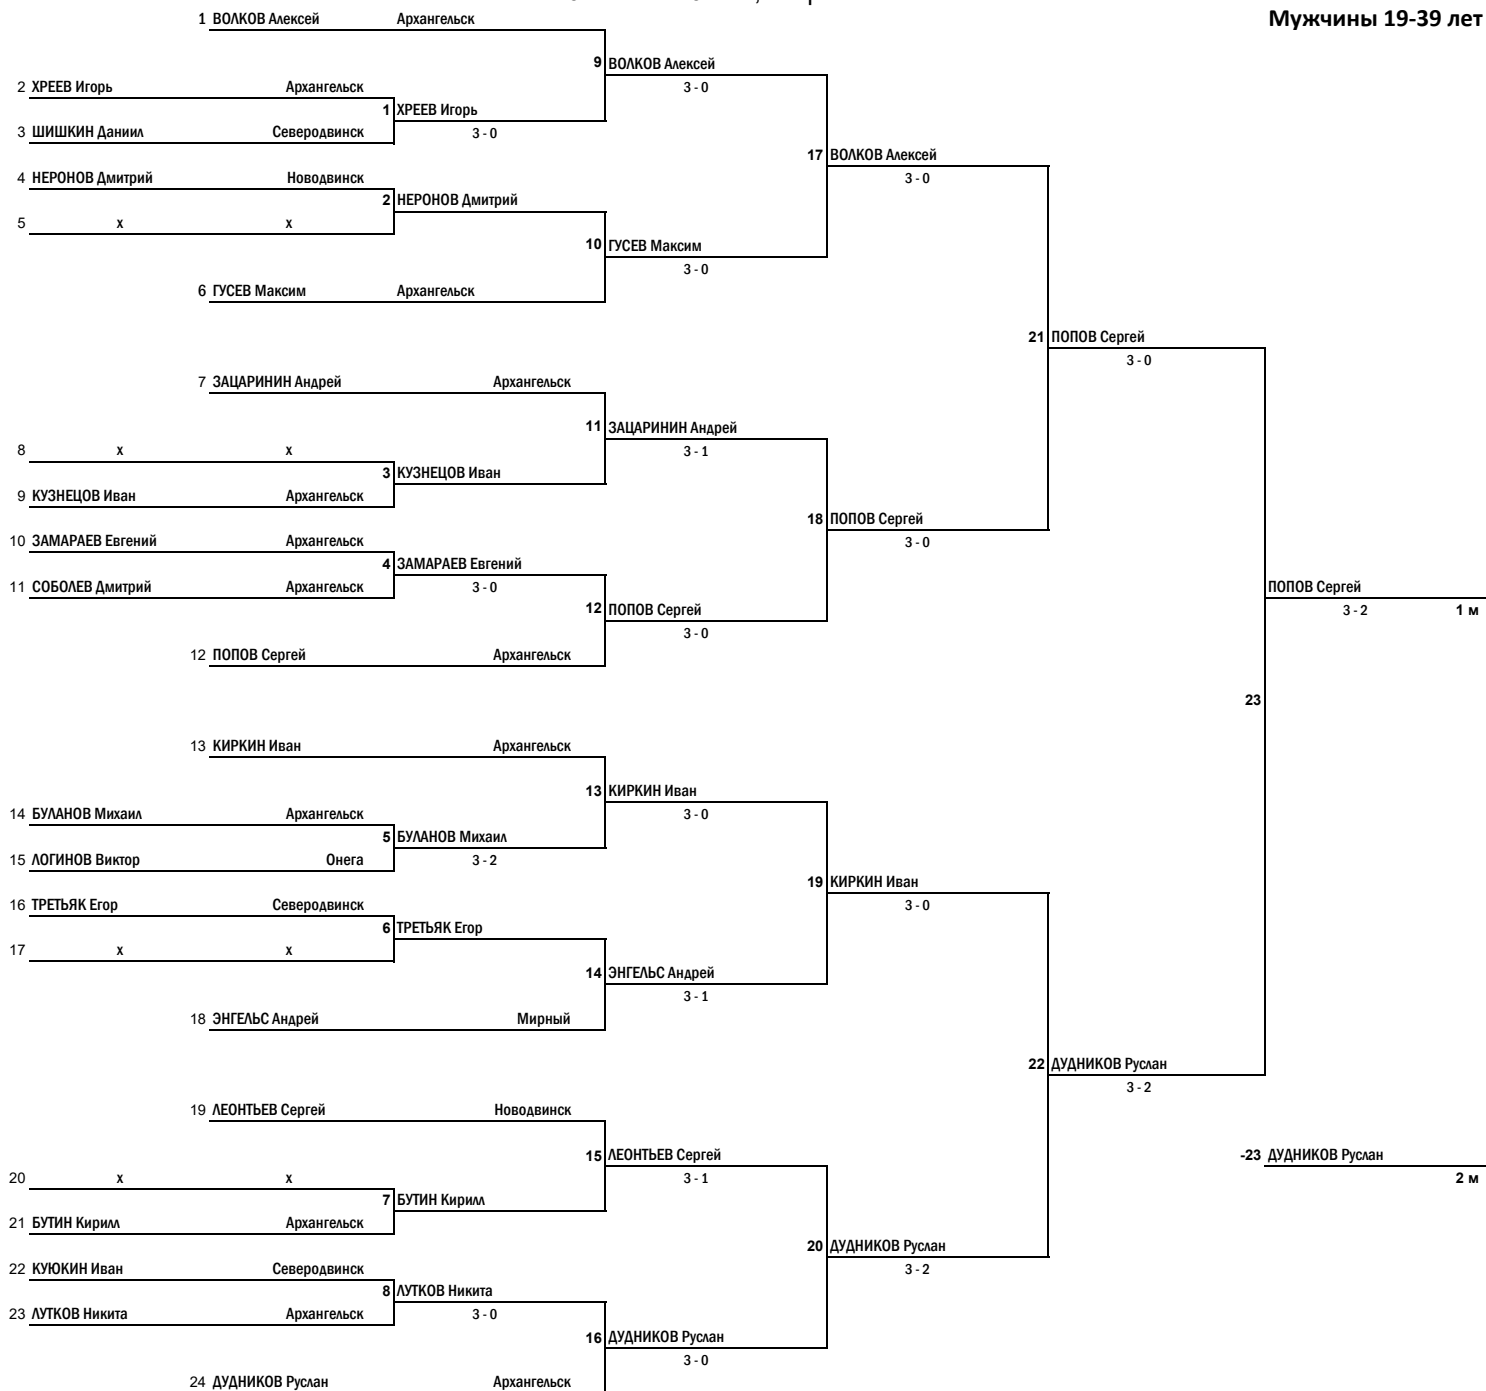 Мужчины 19-39 лет
1 ВОЛКОВ Алексей Архангельск
9 ВОЛКОВ Алексей
3 - 0
2 ХРЕЕВ Игорь Архангельск
1 ХРЕЕВ Игорь
3 - 0
3 ШИШКИН Даниил Северодвинск
17 ВОЛКОВ Алексей
3 - 0
4 НЕРОНОВ Дмитрий Новодвинск
2 НЕРОНОВ Дмитрий
5 х х
10 ГУСЕВ Максим
3 - 0
6 ГУСЕВ Максим Архангельск
21 ПОПОВ Сергей
3 - 0
7 ЗАЦАРИНИН Андрей Архангельск
11 ЗАЦАРИНИН Андрей
3 - 1
8 х х
3 КУЗНЕЦОВ Иван
9 КУЗНЕЦОВ Иван Архангельск
18 ПОПОВ Сергей
3 - 0
10 ЗАМАРАЕВ Евгений Архангельск
4 ЗАМАРАЕВ Евгений
3 - 0
11 СОБОЛЕВ Дмитрий Архангельск
ПОПОВ Сергей
3 - 2 1 м
12 ПОПОВ Сергей
3 - 0
12 ПОПОВ Сергей Архангельск
23
13 КИРКИН Иван Архангельск
13 КИРКИН Иван
3 - 0
14 БУЛАНОВ Михаил Архангельск
5 БУЛАНОВ Михаил
3 - 2
15 ЛОГИНОВ Виктор Онега
19 КИРКИН Иван
3 - 0
16 ТРЕТЬЯК Егор Северодвинск
6 ТРЕТЬЯК Егор
17 х х
14 ЭНГЕЛЬС Андрей
3 - 1
18 ЭНГЕЛЬС Андрей Мирный
22 ДУДНИКОВ Руслан
3 - 2
19 ЛЕОНТЬЕВ Сергей Новодвинск
15 ЛЕОНТЬЕВ Сергей
3 - 1
-23 ДУДНИКОВ Руслан
2 м
20 х х
7 БУТИН Кирилл
21 БУТИН Кирилл Архангельск
20 ДУДНИКОВ Руслан
3 - 2
22 КУЮКИН Иван Северодвинск
8 ЛУТКОВ Никита
3 - 0
23 ЛУТКОВ Никита Архангельск
16 ДУДНИКОВ Руслан
3 - 0
24 ДУДНИКОВ Руслан Архангельск